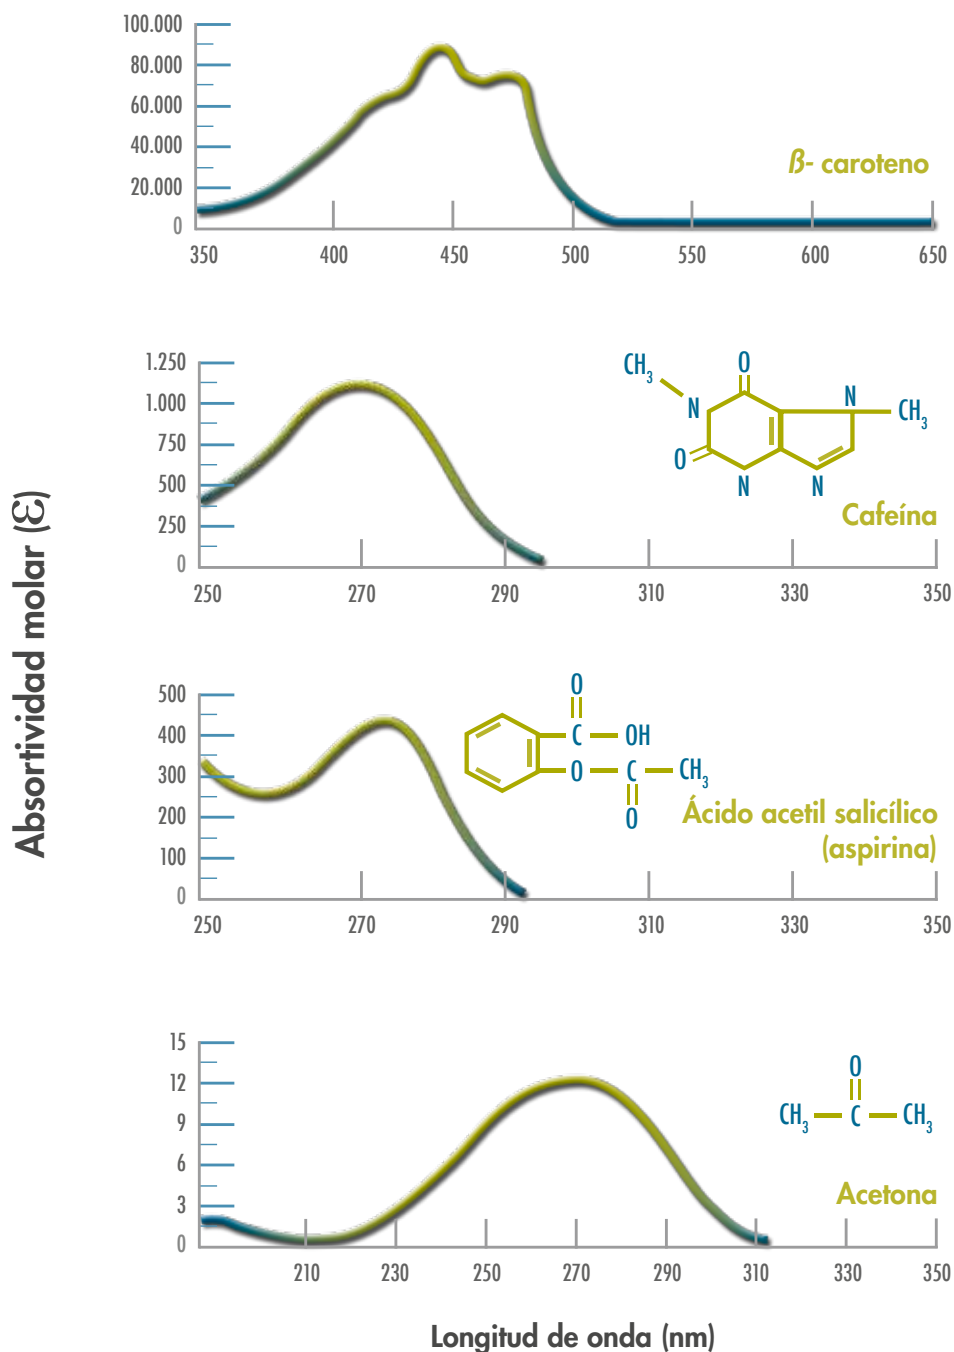 Absortividad molar (ε)
100.000
80.000
60.000
40.000
20.000
0
350 400 450 500 550 600 650
ß- caroteno
1.250
1.000
750
500
250
0
250 270 290 310 330 350
CH3
O
N
N
CH3
O
N
N
Cafeína
500
400
300
200
100
0
250 270 290 310 330 350
O
C OH
O C CH3
O
Ácido acetil salicílico
(aspirina)
15
12
9
6
3
0
210 230 250 270 290 310 330 350
O
CH3 C CH3
Acetona
Longitud de onda (nm)